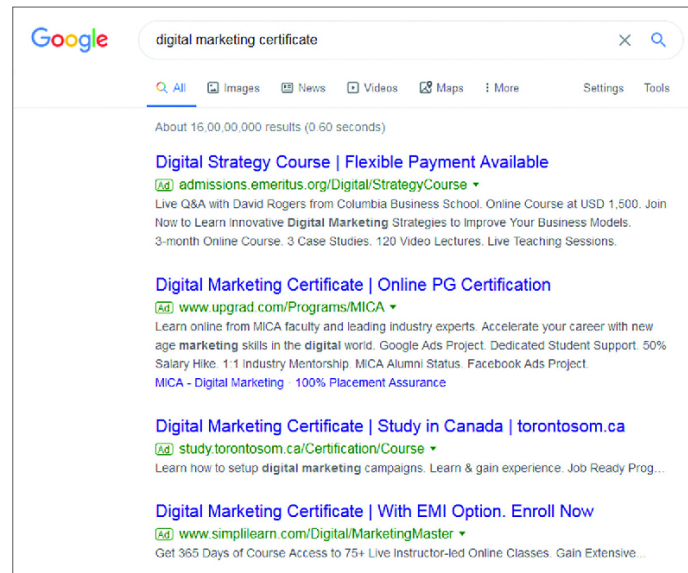 Google
digital marketing certificate
All Images News Videos Maps More Settings Tools
About 16,00,00,000 results (0.60 seconds)
Digital Strategy Course | Flexible Payment Available
Ad admissions.emeritus.org/Digital/StrategyCourse
Live Q&A with David Rogers from Columbia Business School. Online Course at USD 1,500. Join
Now to Learn Innovative Digital Marketing Strategies to Improve Your Business Models.
3-month Online Course. 3 Case Studies. 120 Video Lectures. Live Teaching Sessions.
Digital Marketing Certificate | Online PG Certification
Ad www.upgrad.com/Programs/MICA
Learn online from MICA faculty and leading industry experts. Accelerate your career with new
age marketing skills in the digital world. Google Ads Project. Dedicated Student Support. 50%
Salary Hike. 1:1 Industry Mentorship. MICA Alumni Status. Facebook Ads Project.
MICA - Digital Marketing · 100% Placement Assurance
Digital Marketing Certificate | Study in Canada | torontosom.ca
Ad study.torontosom.ca/Certification/Course
Learn how to setup digital marketing campaigns. Learn & gain experience. Job Ready Prog...
Digital Marketing Certificate | With EMI Option. Enroll Now
Ad www.simplilearn.com/Digital/MarketingMaster
Get 365 Days of Course Access to 75+ Live Instructor-led Online Classes. Gain Extensive...